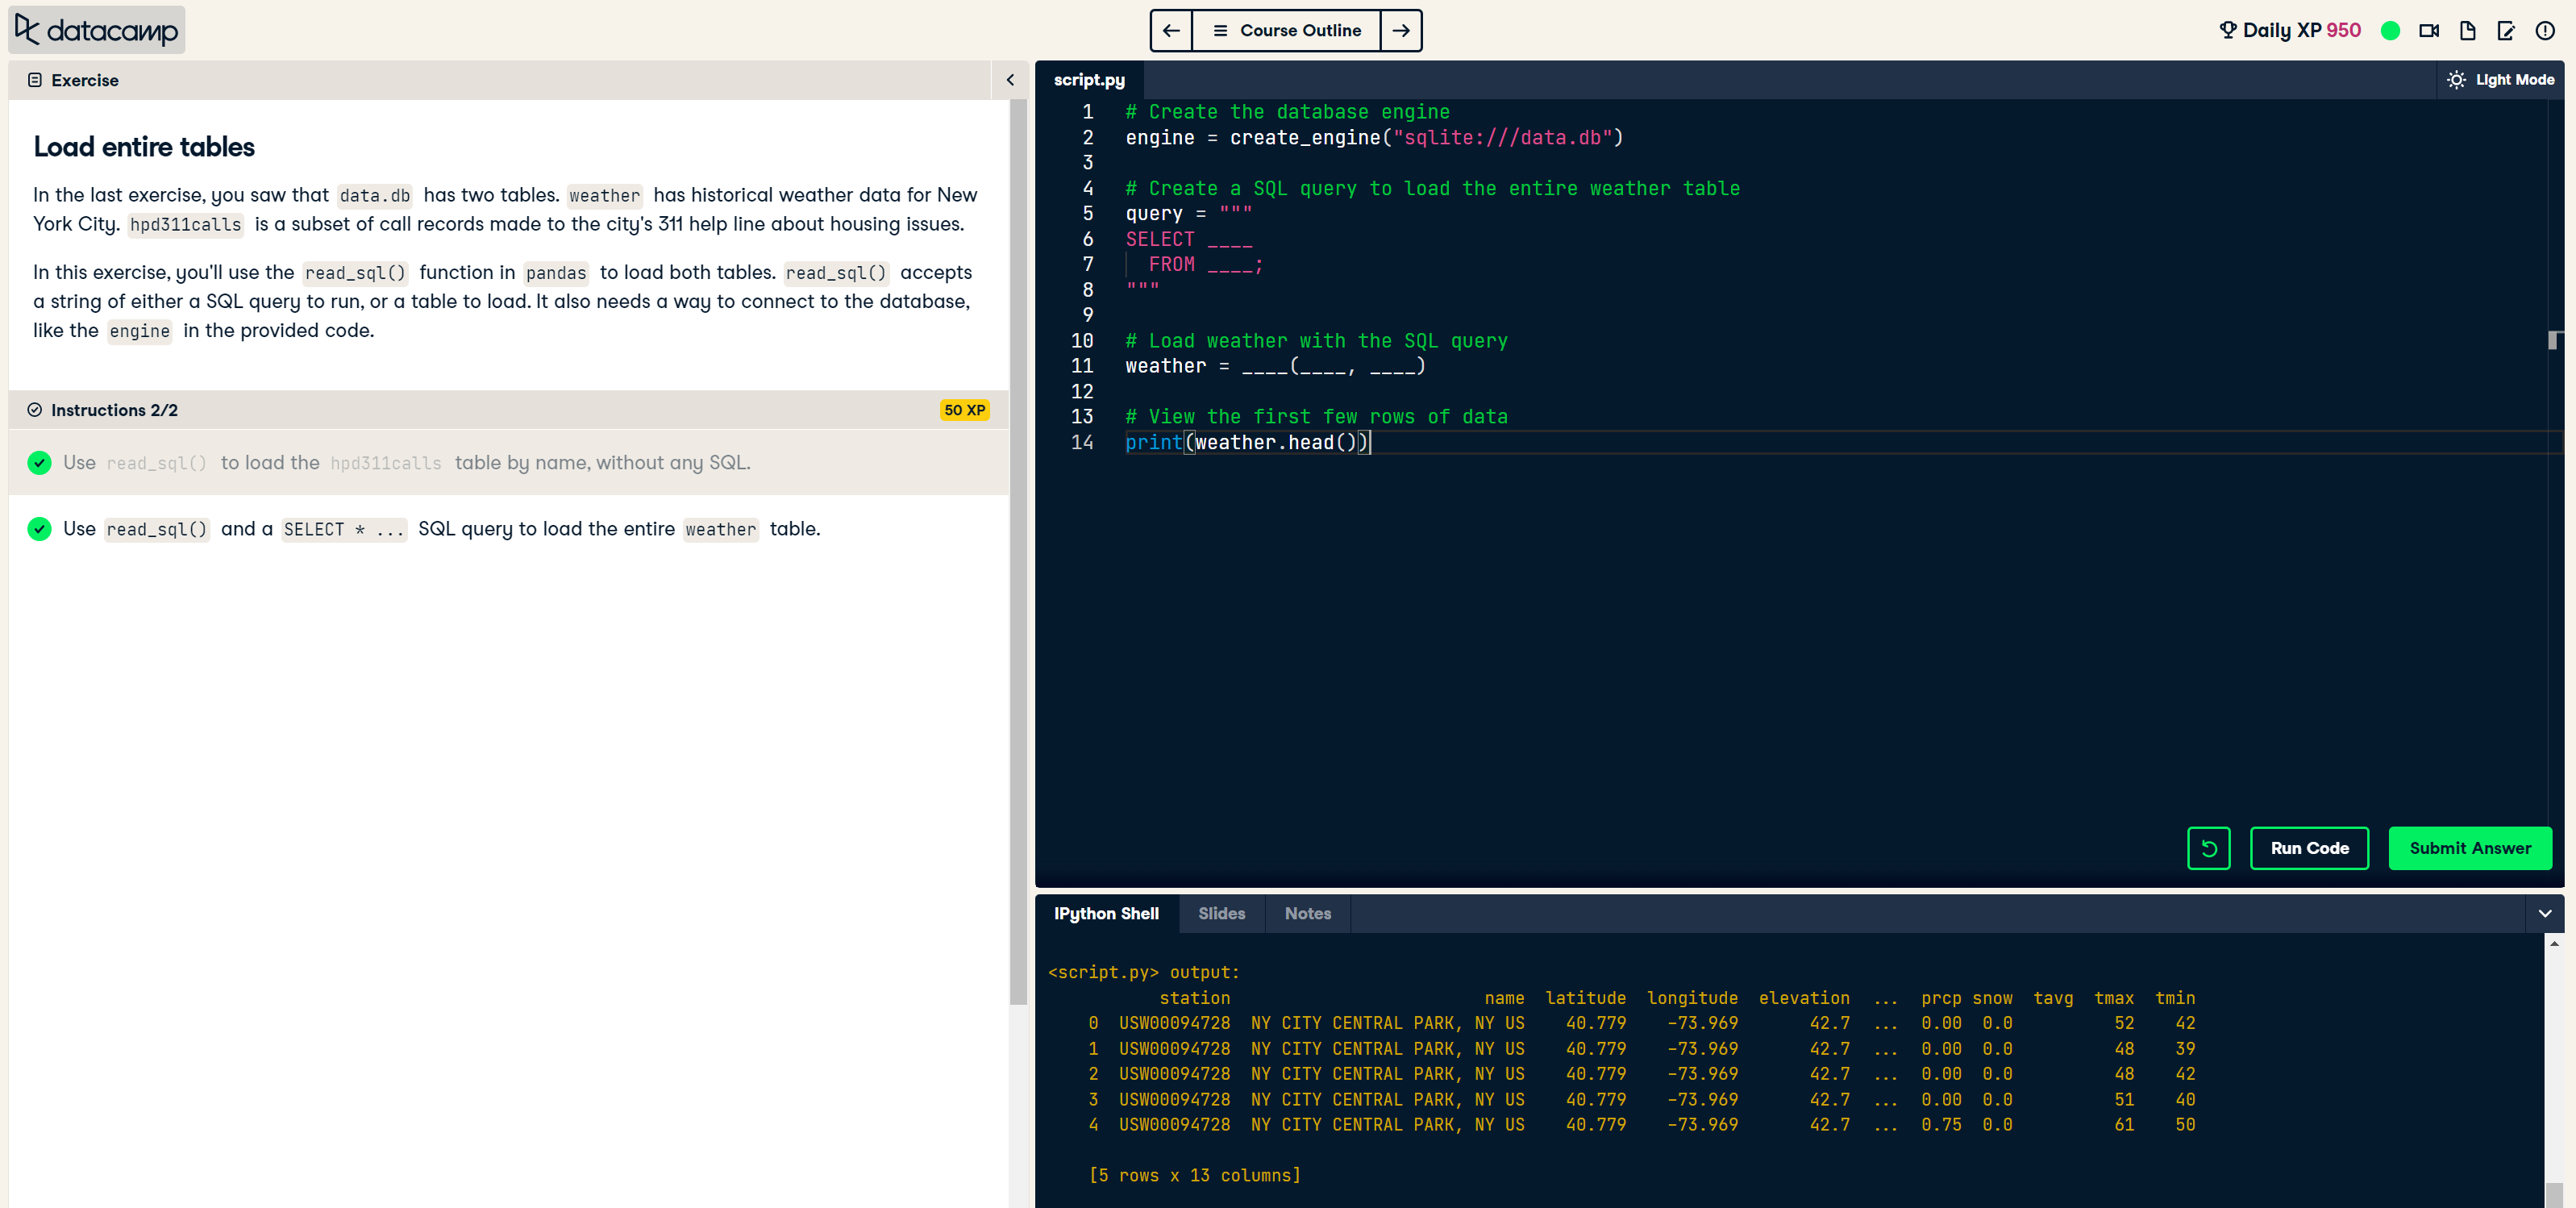 datacamp
Course Outline
Daily XP 950
Exercise
Load entire tables
In the last exercise, you saw that data.db has two tables. weather has historical weather data for New
York City. hpd311calls is a subset of call records made to the city's 311 help line about housing issues.
In this exercise, you'll use the read_sql() function in pandas to load both tables. read_sql() accepts
a string of either a SQL query to run, or a table to load. It also needs a way to connect to the database,
like the engine in the provided code.
Instructions 2/2
50 XP
Use read_sql() to load the hpd311calls table by name, without any SQL.
Use read_sql() and a SELECT * ... SQL query to load the entire weather table.
script.py
Light Mode
1 # Create the database engine
2 engine = create_engine("sqlite:///data.db")
3
4 # Create a SQL query to load the entire weather table
5 query = """
6 SELECT ____
7   FROM ____;
8 """
9
10 # Load weather with the SQL query
11 weather = ____(____, ____)
12
13 # View the first few rows of data
14 print(weather.head())
Run Code
Submit Answer
IPython Shell
Slides
Notes
<script.py> output:
station name latitude longitude elevation ... prcp snow tavg tmax tmin
0 USW00094728 NY CITY CENTRAL PARK, NY US 40.779 -73.969 42.7 ... 0.00 0.0 52 42
1 USW00094728 NY CITY CENTRAL PARK, NY US 40.779 -73.969 42.7 ... 0.00 0.0 48 39
2 USW00094728 NY CITY CENTRAL PARK, NY US 40.779 -73.969 42.7 ... 0.00 0.0 48 42
3 USW00094728 NY CITY CENTRAL PARK, NY US 40.779 -73.969 42.7 ... 0.00 0.0 51 40
4 USW00094728 NY CITY CENTRAL PARK, NY US 40.779 -73.969 42.7 ... 0.75 0.0 61 50
[5 rows x 13 columns]